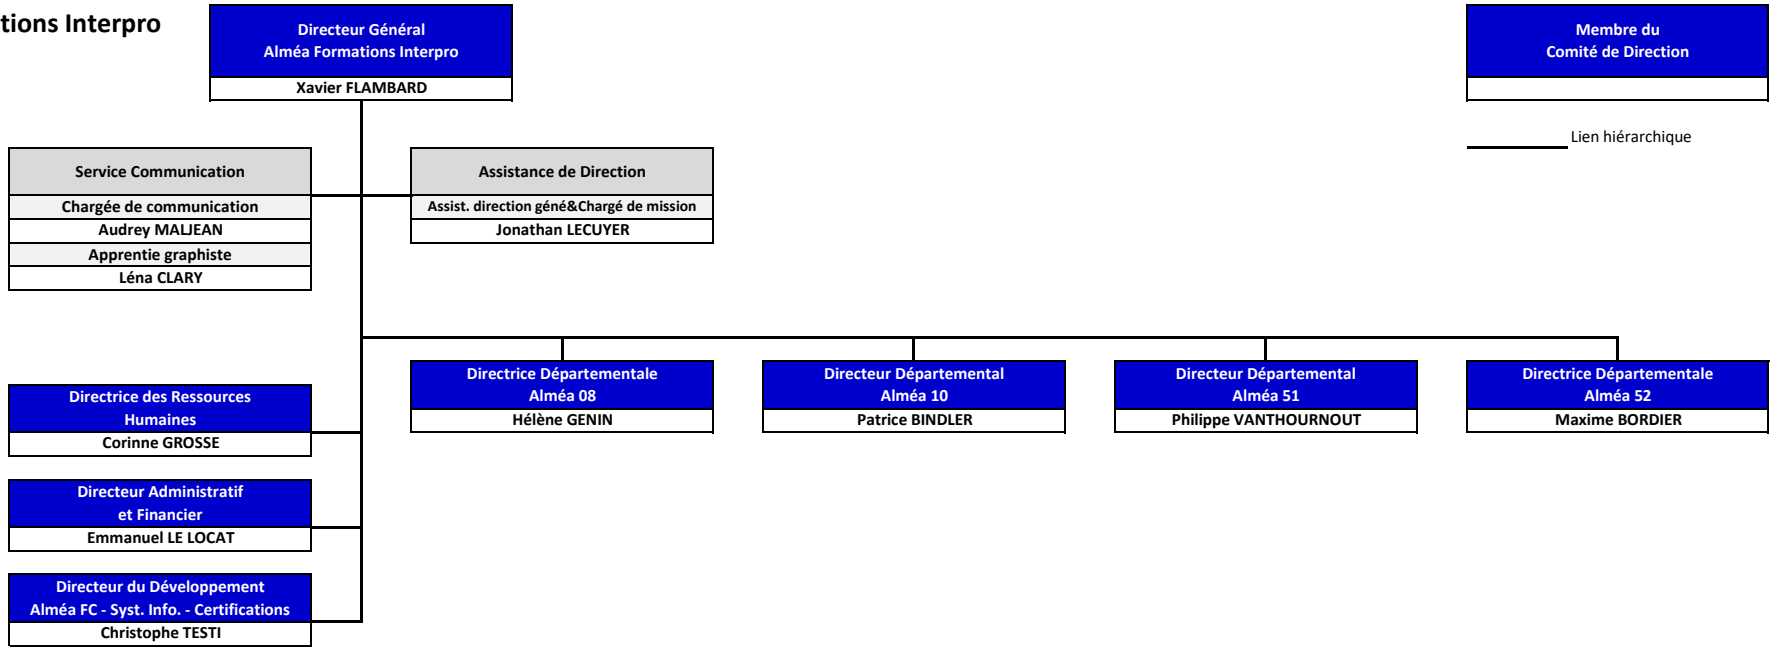 tions Interpro
Directeur Général
Alméa Formations Interpro
Xavier FLAMBARD
Membre du
Comité de Direction
Lien hiérarchique
Service Communication
Chargée de communication
Audrey MALJEAN
Apprentie graphiste
Léna CLARY
Assistance de Direction
Assist. direction géné&Chargé de mission
Jonathan LECUYER
Directrice Départementale
Alméa 08
Hélène GENIN
Directeur Départemental
Alméa 10
Patrice BINDLER
Directeur Départemental
Alméa 51
Philippe VANTHOURNOUT
Directrice Départementale
Alméa 52
Maxime BORDIER
Directrice des Ressources
Humaines
Corinne GROSSE
Directeur Administratif
et Financier
Emmanuel LE LOCAT
Directeur du Développement
Alméa FC - Syst. Info. - Certifications
Christophe TESTI